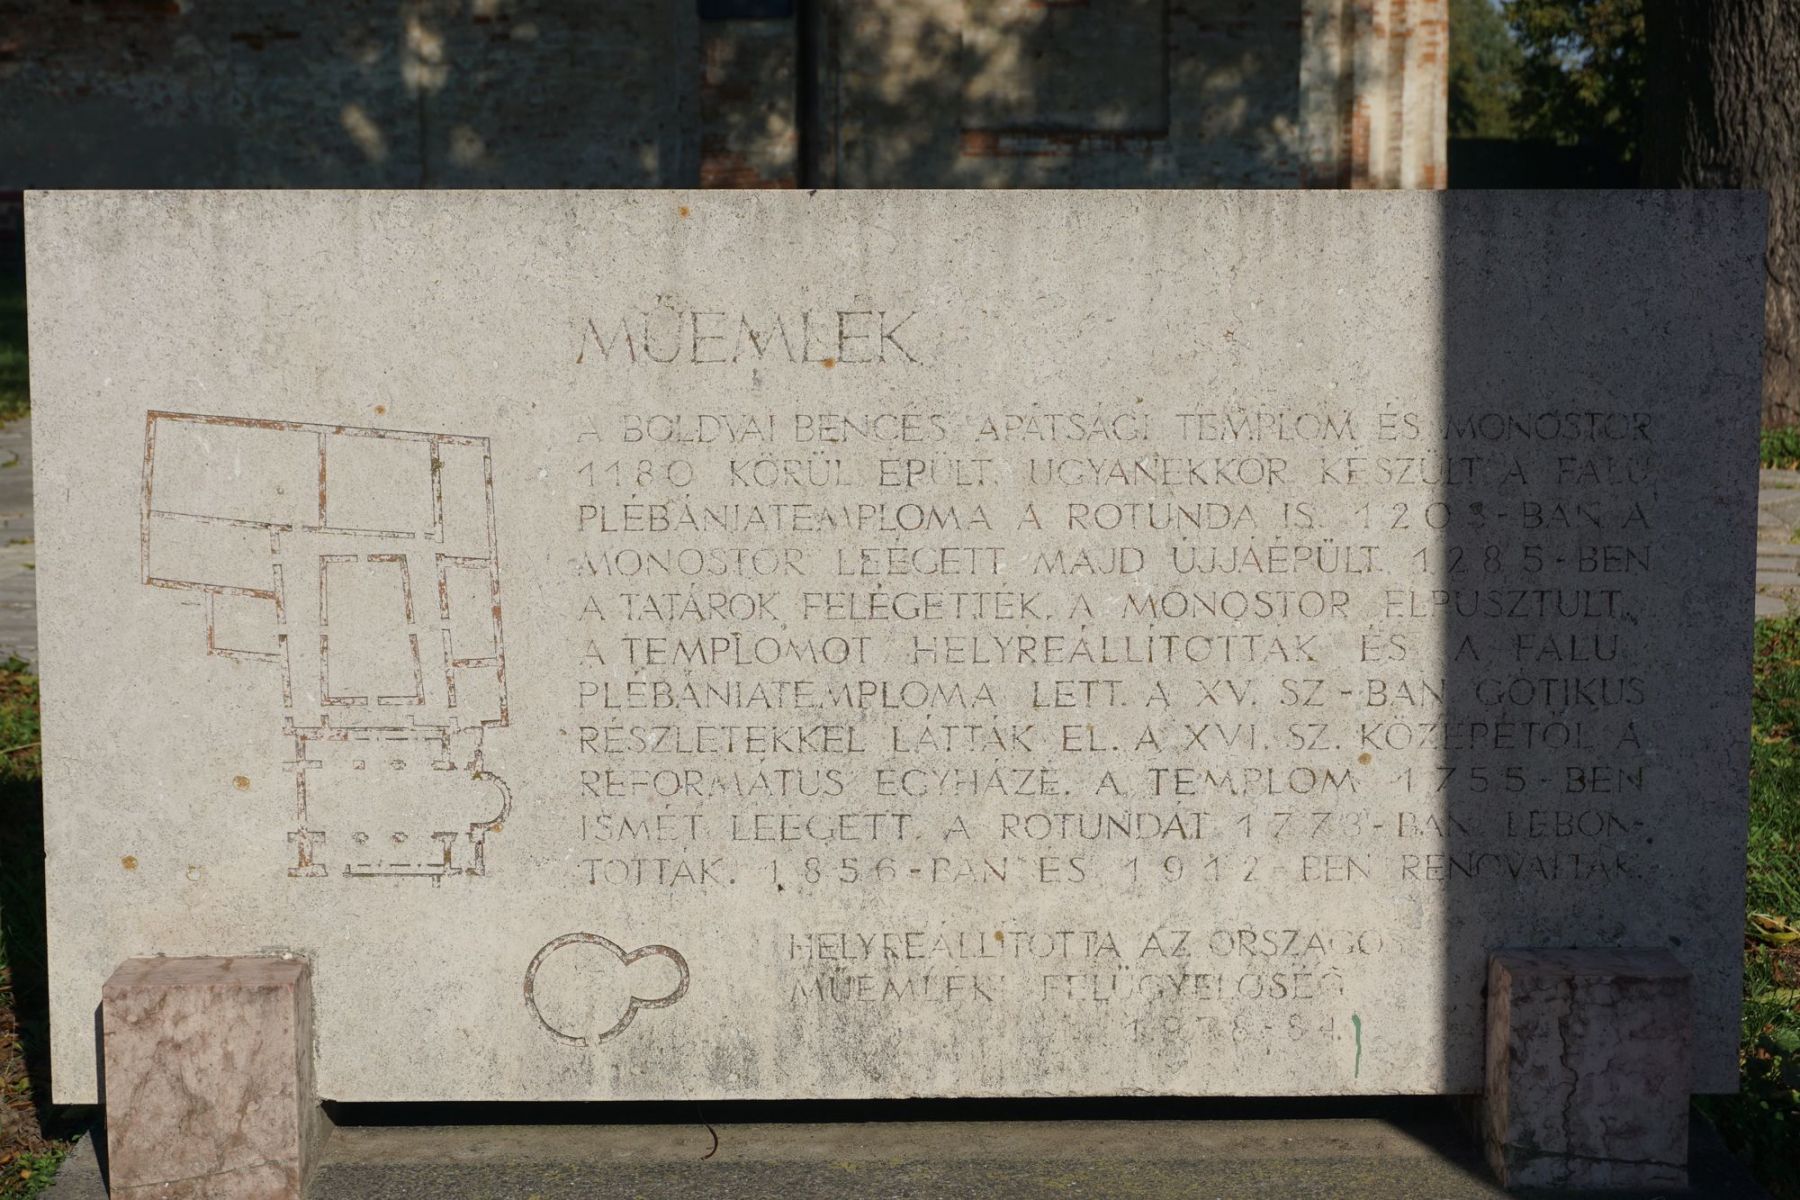 MŰEMLÉK
A BOLDVAI BENCÉS APÁTSÁGI TEMPLOM ÉS MONOSTOR
1180 KÖRÜL ÉPÜLT. UGYANEKKOR KÉSZÜLT A FALU
PLÉBÁNIATEMPLOMA A ROTUNDA IS. 1203-BAN A
MONOSTOR LEÉGETT MAJD ÚJJÁÉPÜLT. 1285-BEN
A TATÁROK FELÉGETTÉK. A MONOSTOR ELPUSZTULT.
A TEMPLOMOT HELYREÁLLÍTOTTÁK ÉS A FALU
PLÉBÁNIATEMPLOMA LETT. A XV. SZ-BAN GÓTIKUS
RÉSZLETEKKEL LÁTTÁK EL. A XVI. SZ. KÖZEPÉTŐL A
REFORMÁTUS EGYHÁZÉ. A TEMPLOM 1755-BEN
ISMÉT LEÉGETT. A ROTUNDÁT 1773-BAN LEBON-
TOTTÁK. 1856-BAN ÉS 1912-BEN RENOVÁLTÁK.
HELYREÁLLÍTOTTA AZ ORSZÁGOS
MŰEMLÉKI FELÜGYELŐSÉG
1978-84.